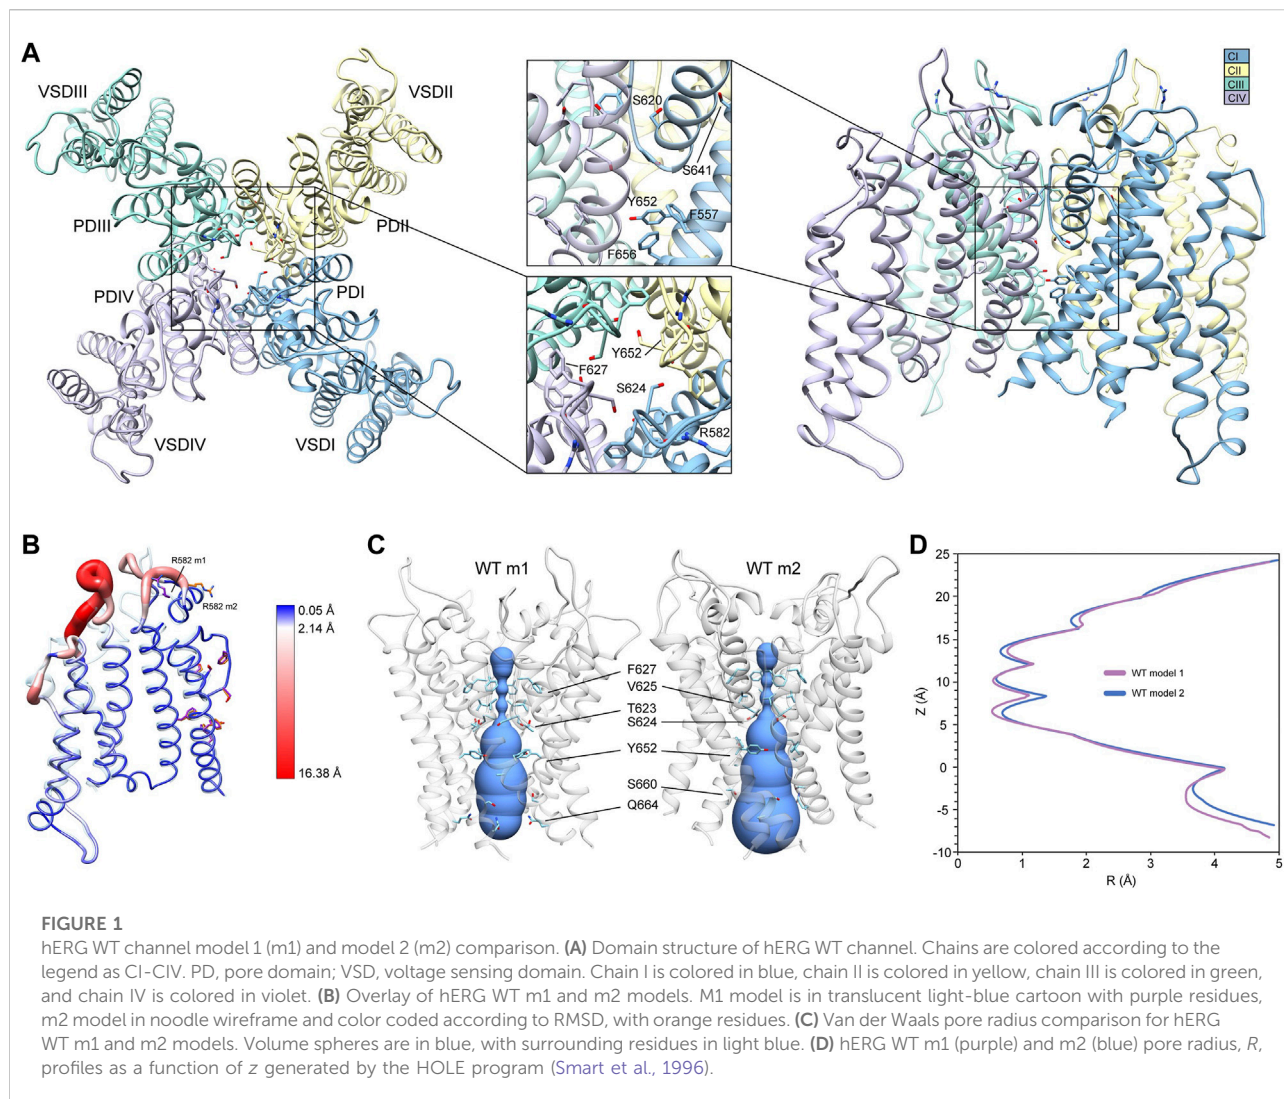 A
VSDIII
VSDII
PDIII
PDII
PDIV
PDI
VSDIV
VSDI
S620
S641
Y652
F557
F656
Y652
F627
S624
R582
CI
CII
CIII
CIV
B
R582 m1
R582 m2
0.05 Å
2.14 Å
16.38 Å
C
WT m1
WT m2
F627
V625
T623
S624
Y652
S660
Q664
D
25
20
15
10
5
0
-5
-10
Z (Å)
WT model 1
WT model 2
0
1
2
3
4
5
R (Å)
FIGURE 1
hERG WT channel model 1 (m1) and model 2 (m2) comparison. (A) Domain structure of hERG WT channel. Chains are colored according to the
legend as CI-CIV. PD, pore domain; VSD, voltage sensing domain. Chain I is colored in blue, chain II is colored in yellow, chain III is colored in green,
and chain IV is colored in violet. (B) Overlay of hERG WT m1 and m2 models. M1 model is in translucent light-blue cartoon with purple residues,
m2 model in noodle wireframe and color coded according to RMSD, with orange residues. (C) Van der Waals pore radius comparison for hERG
WT m1 and m2 models. Volume spheres are in blue, with surrounding residues in light blue. (D) hERG WT m1 (purple) and m2 (blue) pore radius, R,
profiles as a function of z generated by the HOLE program (Smart et al., 1996).